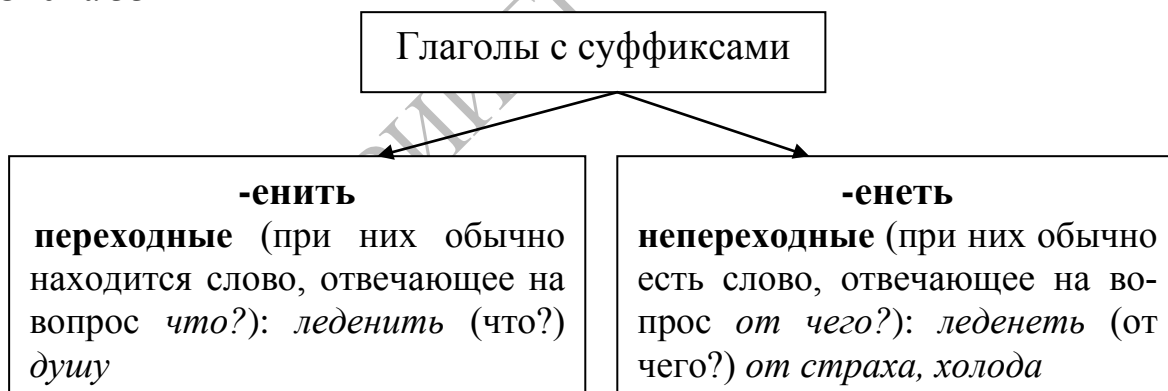 Глаголы с суффиксами
-енить
переходные (при них обычно
находится слово, отвечающее на
вопрос что?): леденить (что?)
душу
-енеть
непереходные (при них обычно
есть слово, отвечающее на во-
прос от чего?): леденеть (от
чего?) от страха, холода